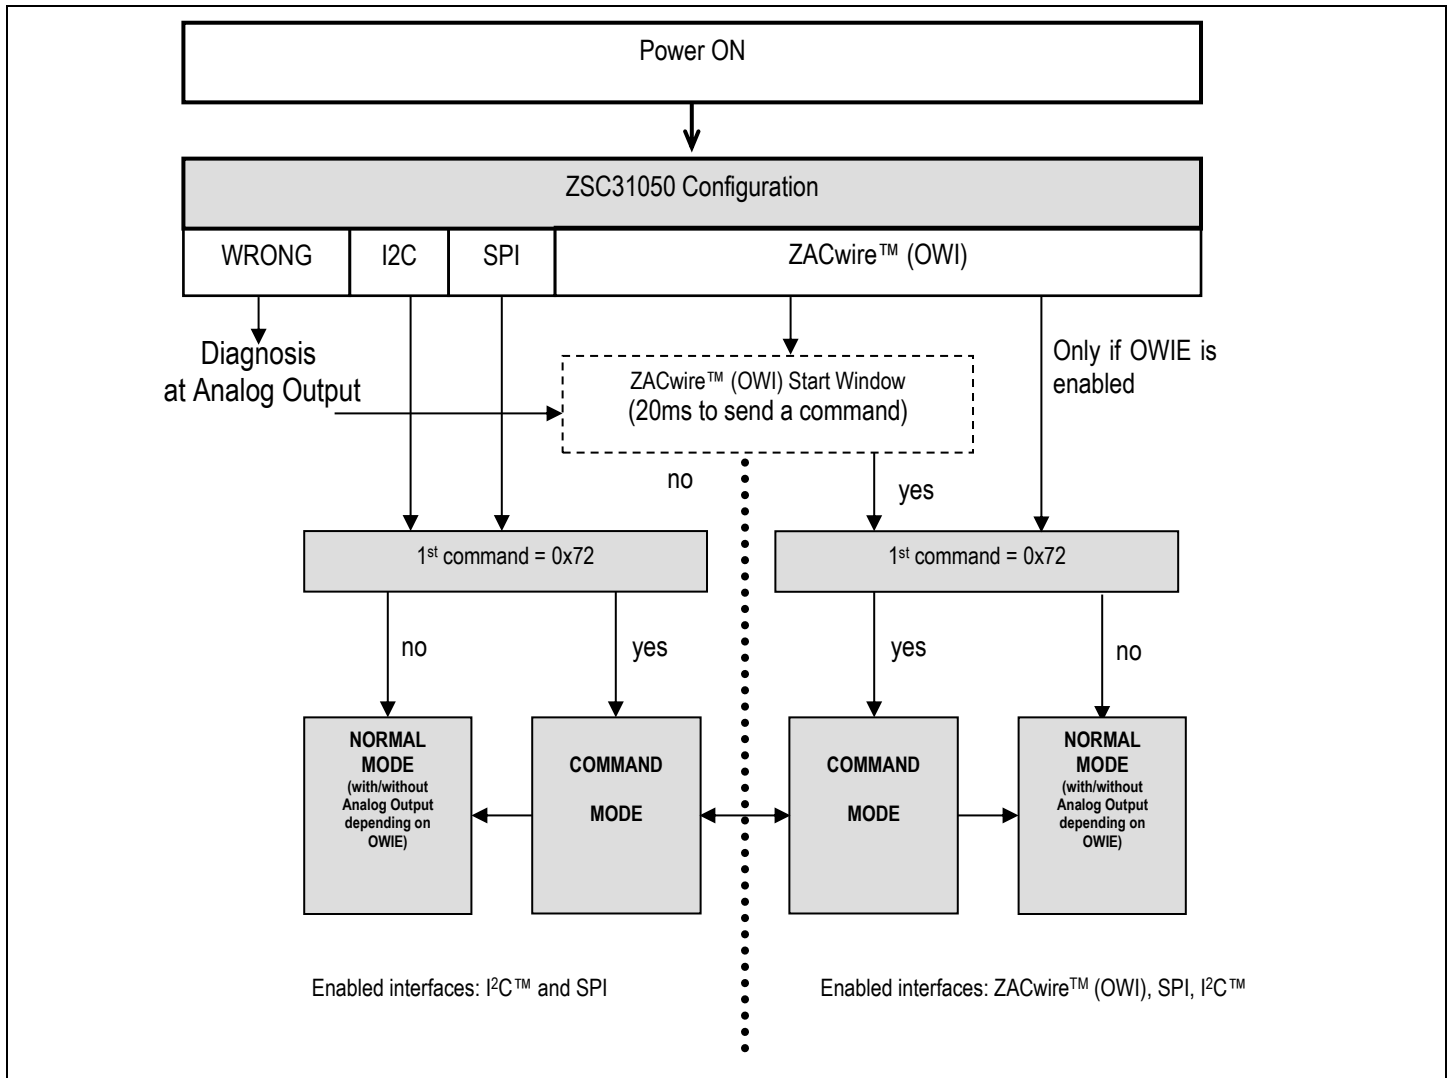 Power ON
ZSC31050 Configuration
WRONG
I2C
SPI
ZACwire™ (OWI)
Diagnosis
at Analog Output
ZACwire™ (OWI) Start Window
(20ms to send a command)
Only if OWIE is
enabled
no
yes
1st command = 0x72
1st command = 0x72
no
yes
yes
no
NORMAL
MODE
(with/without
Analog Output
depending on
OWIE)
COMMAND
MODE
COMMAND
MODE
NORMAL
MODE
(with/without
Analog Output
depending on
OWIE)
Enabled interfaces: I²C™ and SPI
Enabled interfaces: ZACwire™ (OWI), SPI, I²C™